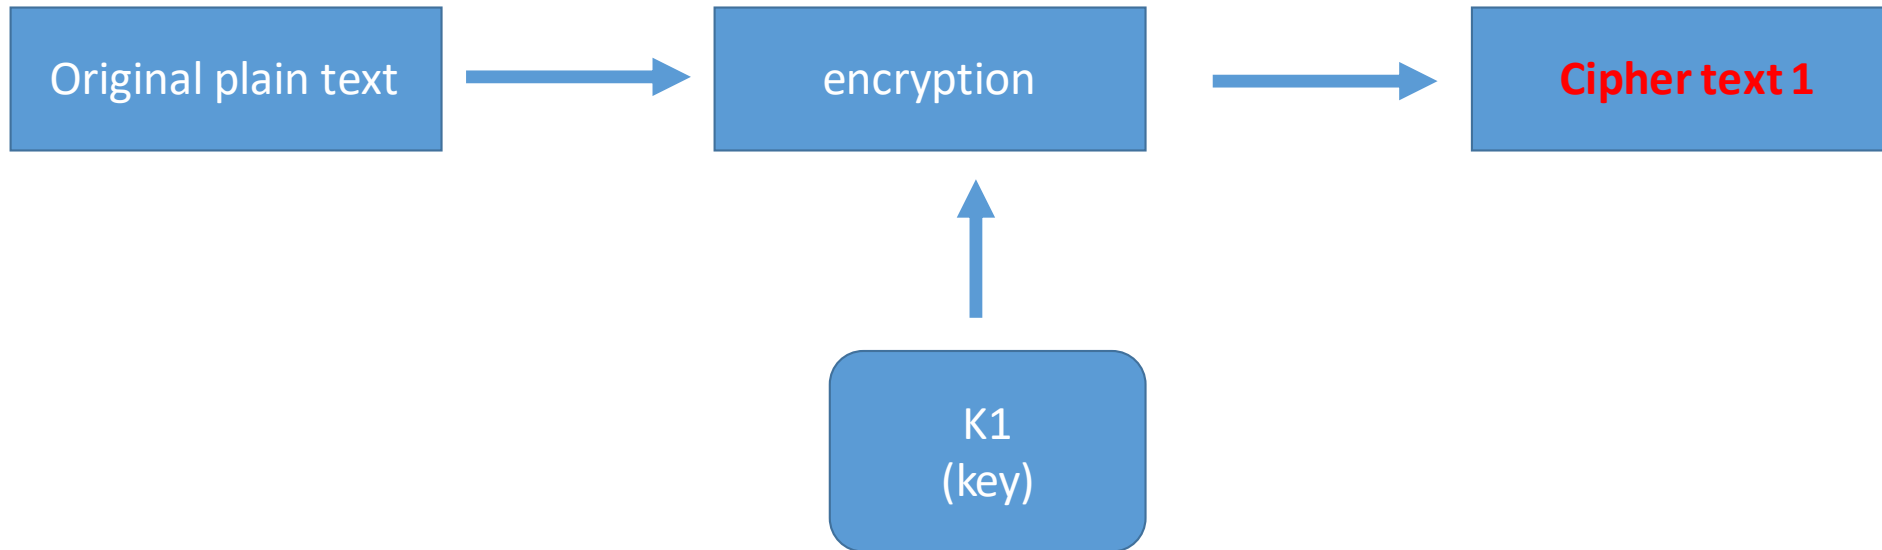 Original plain text
encryption
Cipher text 1
K1
(key)